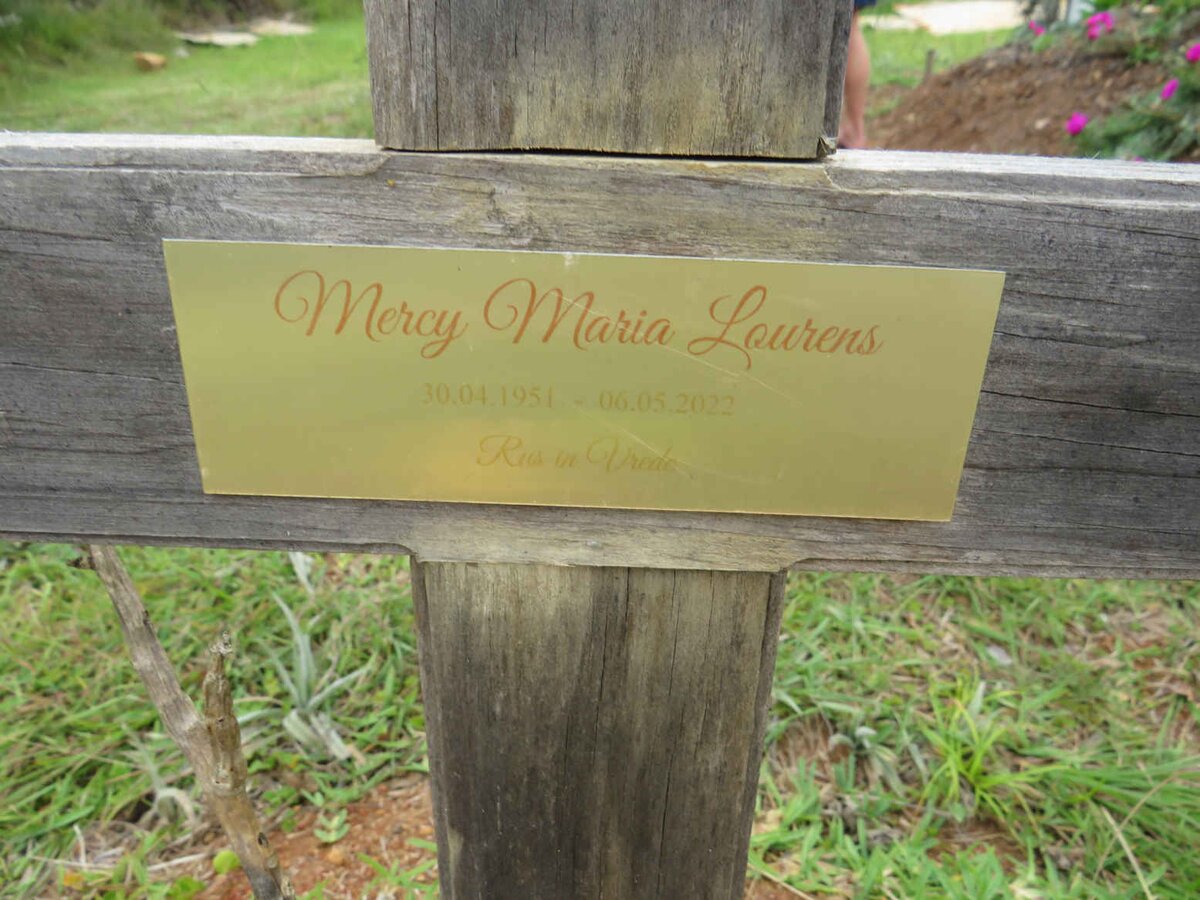 Mercy Maria Lourens
30.04.1951 - 06.05.2022
Rus in Vrede